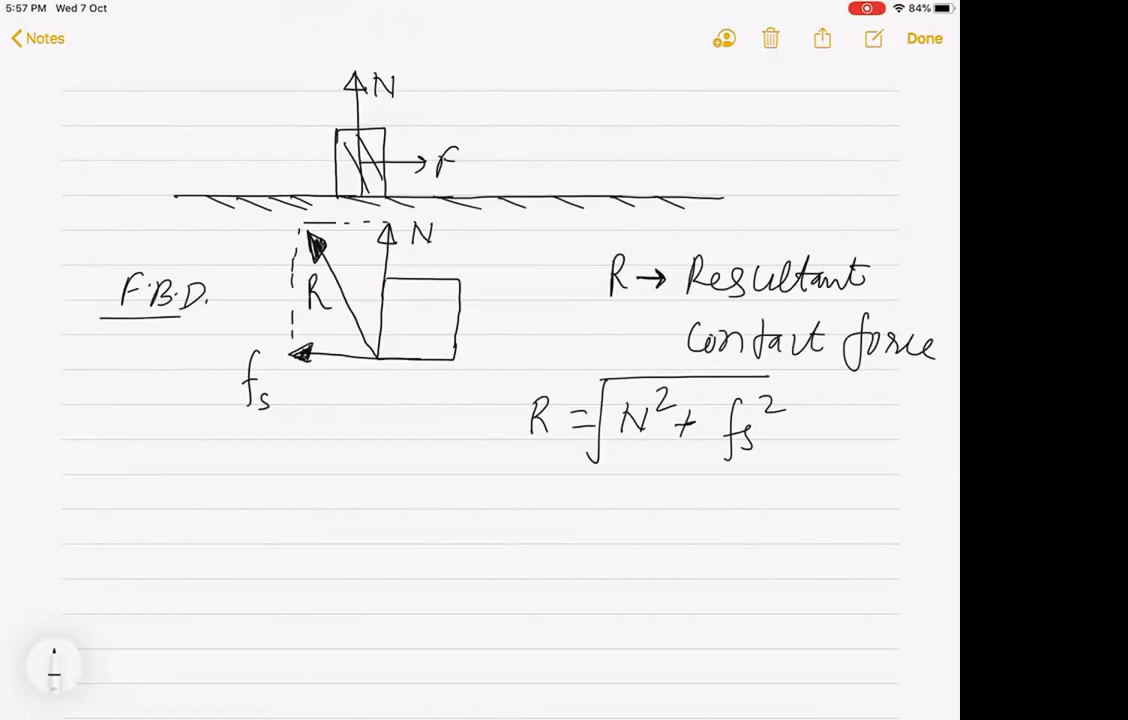 5:57 PM Wed 7 Oct
84%
Notes
Done
N
F
N
F.B.D.
R
R → Resultant
contact force
fs
R = √N² + fs²